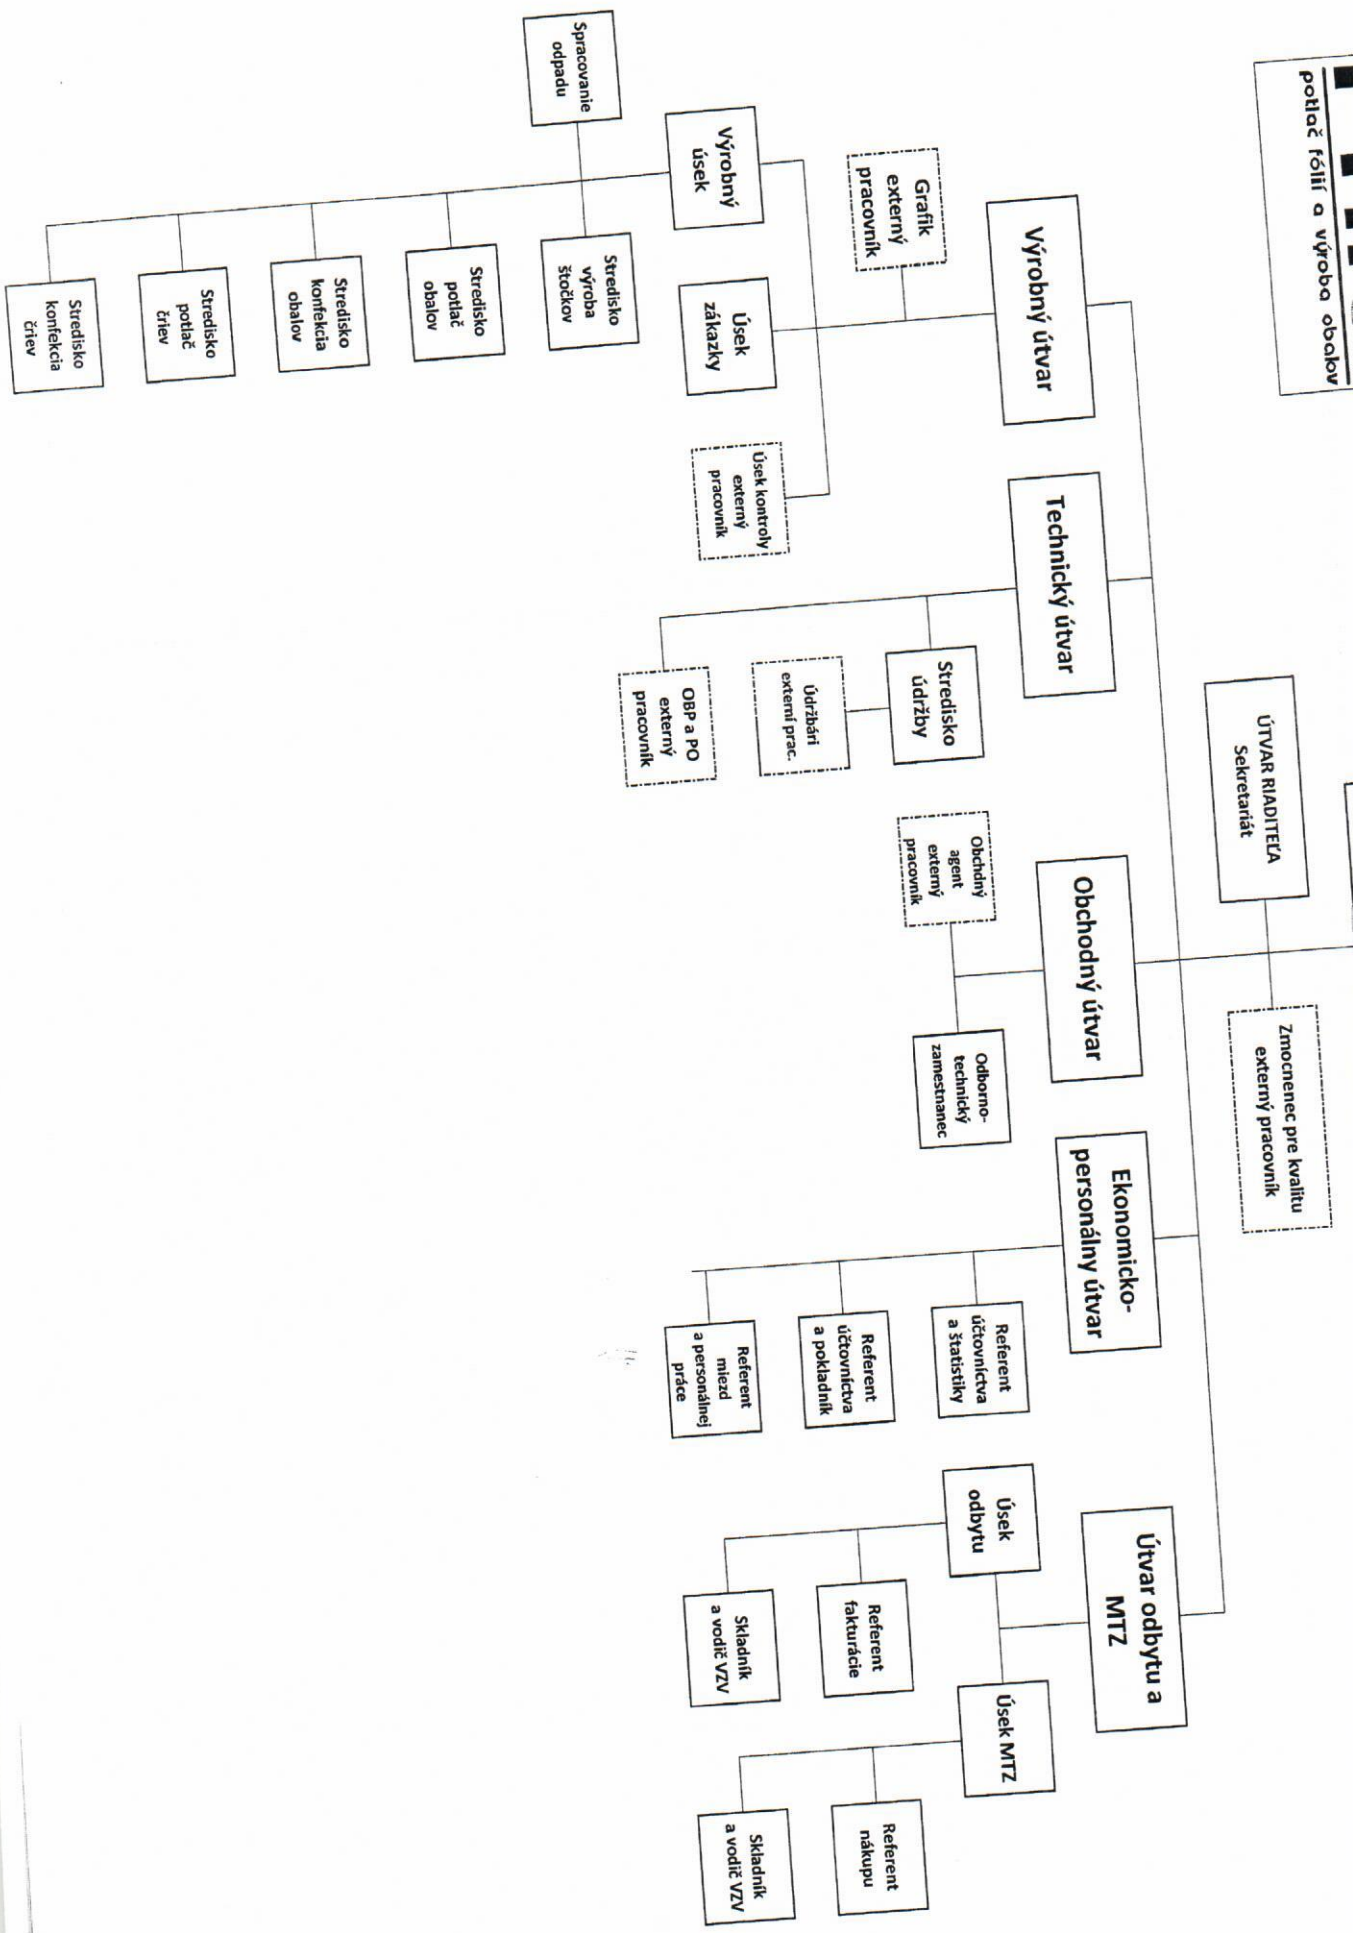 potlač fólií a výroba obalov
ÚTVAR RIADITEĽA
Sekretariát
Zmocnenec pre kvalitu
externý pracovník
Výrobný útvar
Technický útvar
Obchodný útvar
Ekonomicko-
personálny útvar
Útvar odbytu a
MTZ
Grafik
externý
pracovník
Výrobný
úsek
Úsek
zákazky
Úsek kontroly
externý
pracovník
Spracovanie
odpadu
Stredisko
výroba
štočkov
Stredisko
potlač
obalov
Stredisko
konfekcia
obalov
Stredisko
potlač
čriev
Stredisko
konfekcia
čriev
Stredisko
údržby
Údržbári
externí prac.
OBP a PO
externý
pracovník
Obchdný
agent
externý
pracovník
Odborno-
technický
zamestnanec
Referent
účtovníctva
a štatistiky
Referent
účtovníctva
a pokladník
Referent
miezd
a personálnej
práce
Úsek
odbytu
Referent
fakturácie
Skladník
a vodič VZV
Úsek MTZ
Referent
nákupu
Skladník
a vodič VZV